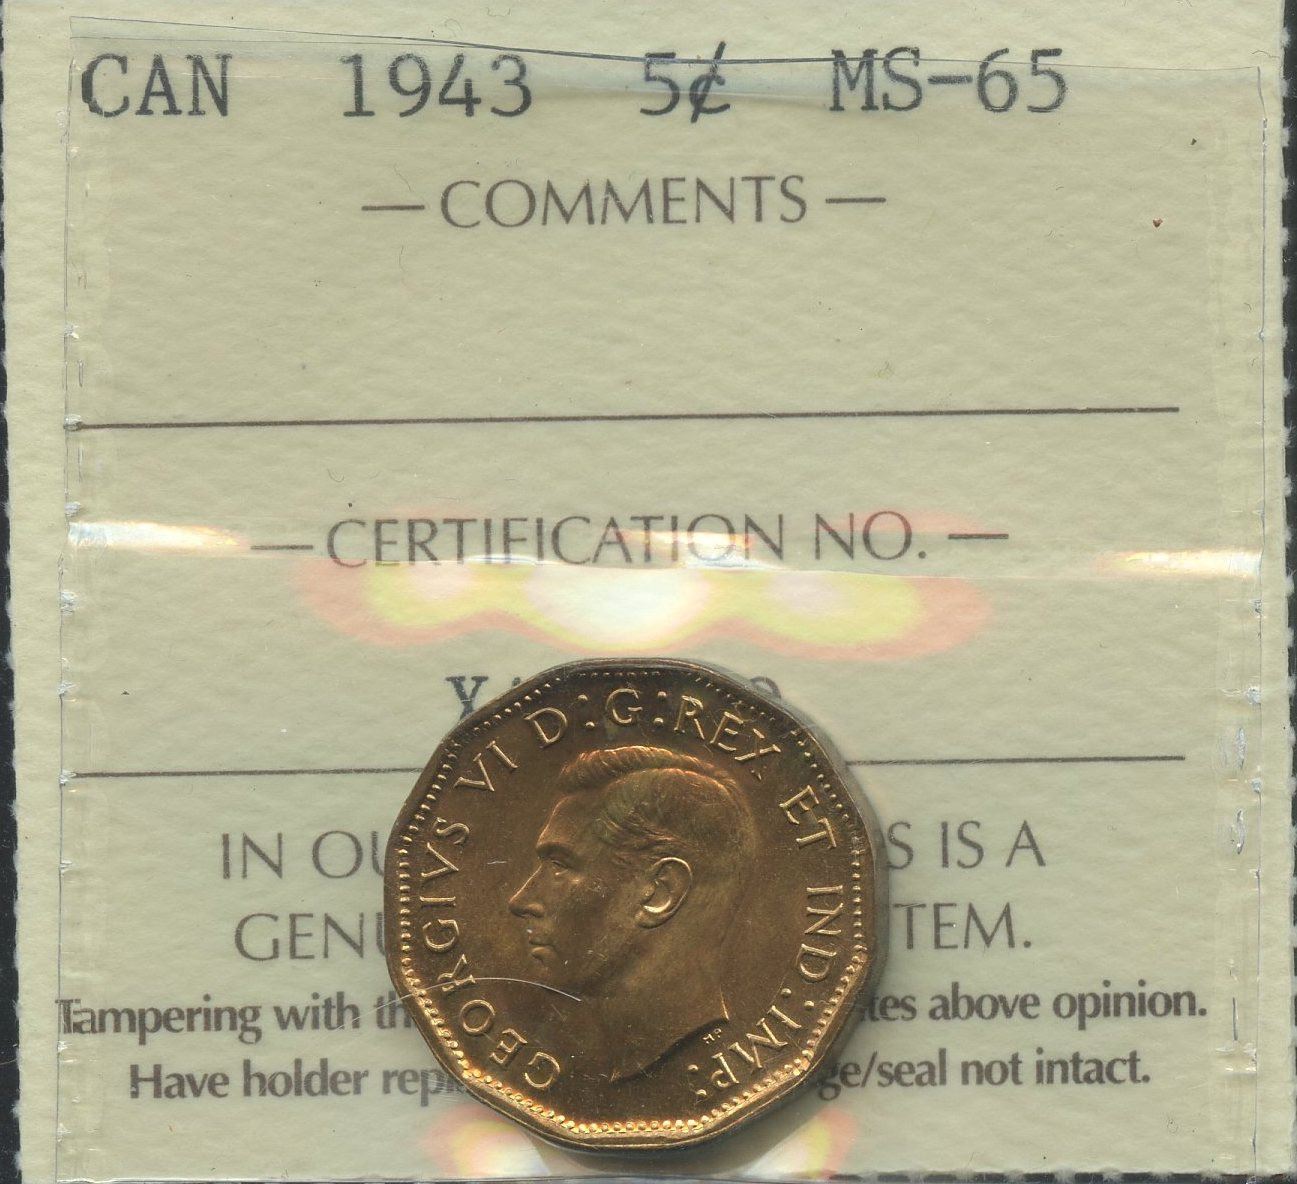 CAN 1943 5¢ MS-65
— COMMENTS —
— CERTIFICATION NO. —
GEORGIVS VI D:G:REX ET IND:IMP:
HP
IN OU S IS A
GENU TEM.
Tampering with th tes above opinion.
Have holder repl ge/seal not intact.